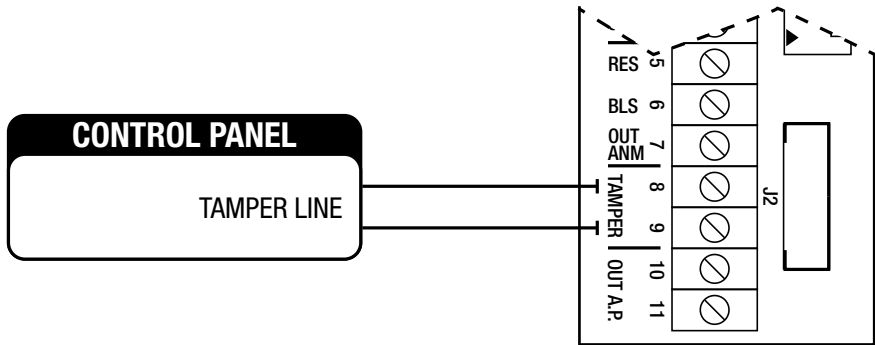 CONTROL PANEL
TAMPER LINE
RES 5
BLS 6
OUT
ANM 7
TAMPER 8
9
OUT A.P. 10
11
J2